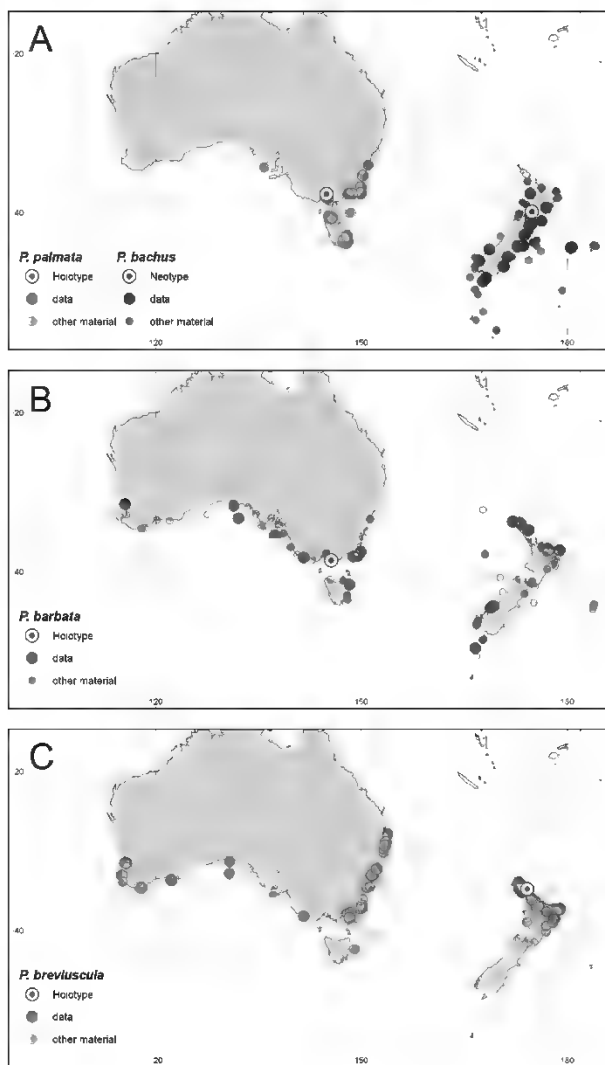 A
20
40
P. palmata P. bachus
Holotype Neotype
data data
other material other material
120 150 180
B
20
40
P. barbata
Holotype
data
other material
120 150 180
C
20
40
P. breviuscula
Holotype
data
other material
20 150 180